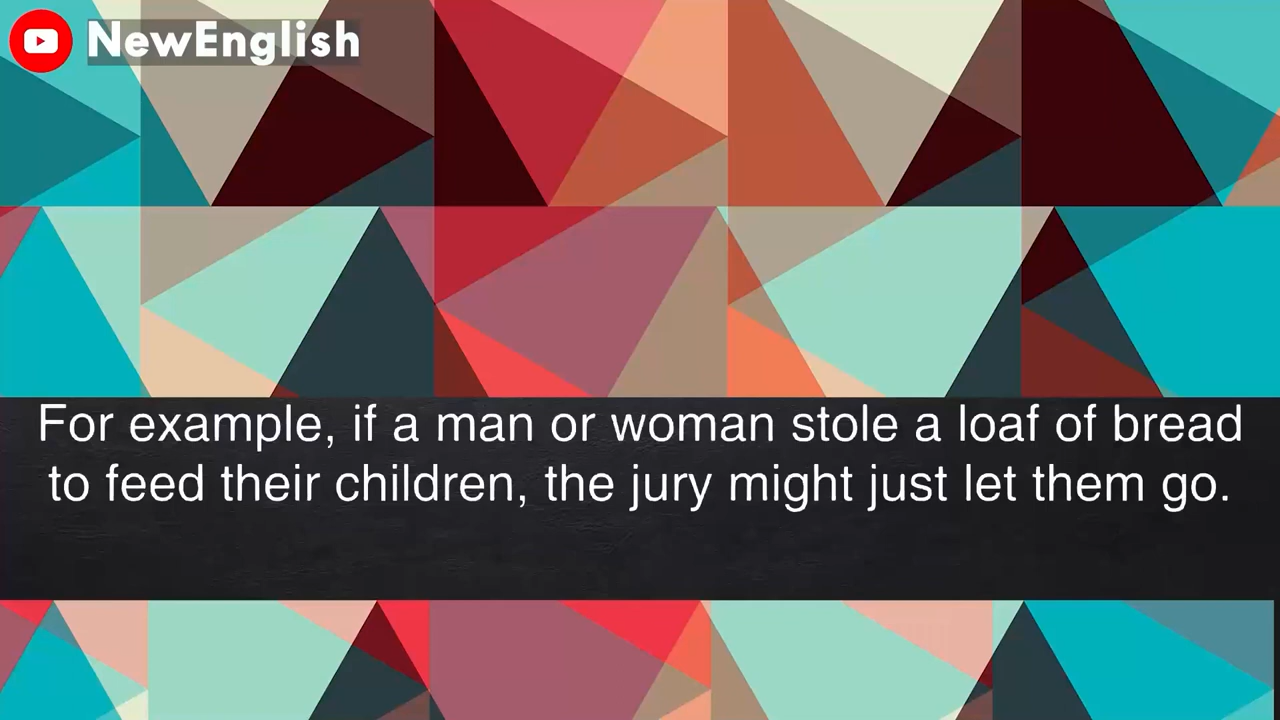 NewEnglish
For example, if a man or woman stole a loaf of bread
to feed their children, the jury might just let them go.